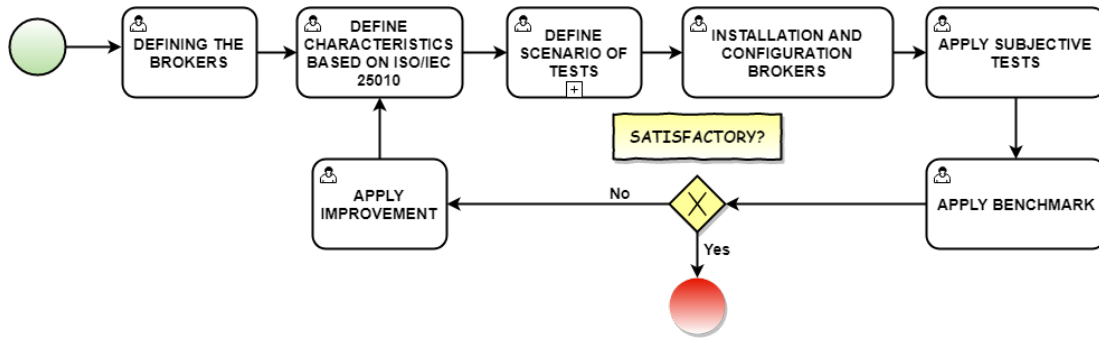 DEFINING THE
BROKERS
DEFINE
CHARACTERISTICS
BASED ON ISO/IEC
25010
DEFINE
SCENARIO OF
TESTS
INSTALLATION AND
CONFIGURATION
BROKERS
APPLY SUBJECTIVE
TESTS
SATISFACTORY?
APPLY
IMPROVEMENT
No
Yes
APPLY BENCHMARK